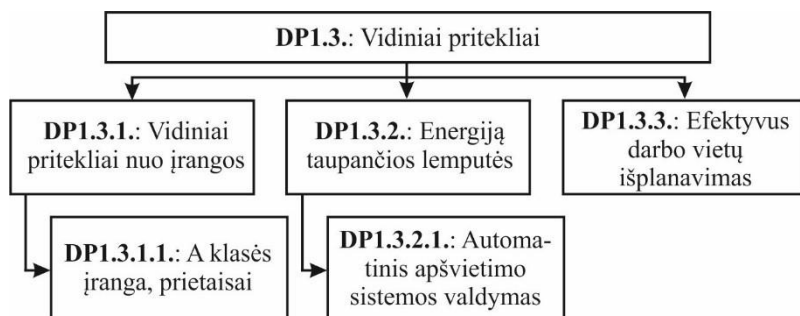 DP1.3.: Vidiniai pritekliai
DP1.3.1.: Vidiniai
pritekliai nuo įrangos
DP1.3.2.: Energiją
taupančios lemputės
DP1.3.3.: Efektyvus
darbo vietų
išplanavimas
DP1.3.1.1.: A klasės
įranga, prietaisai
DP1.3.2.1.: Automa-
tinis apšvietimo
sistemos valdymas